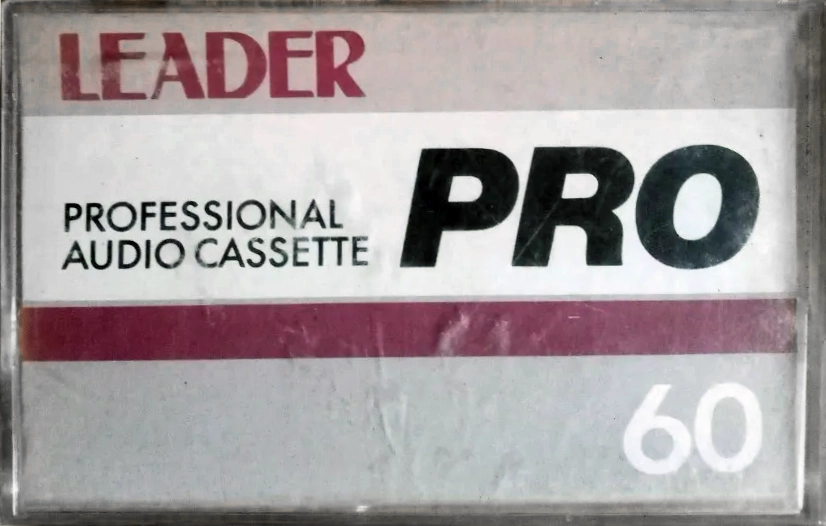 LEADER
PRO
PROFESSIONAL
AUDIO CASSETTE
60